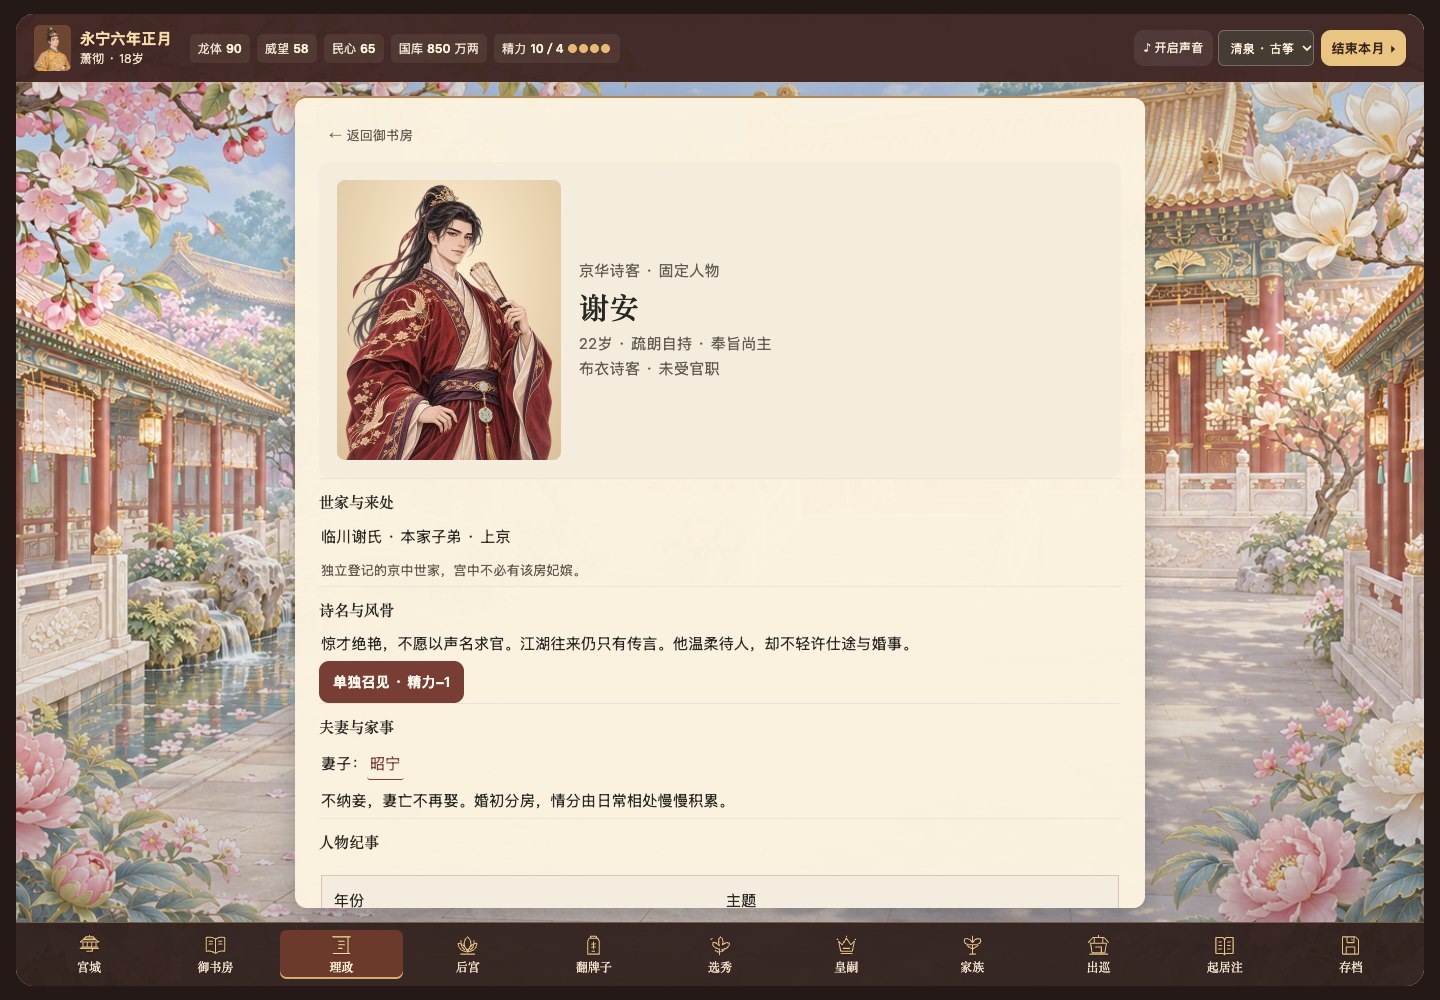 永宁六年正月
萧彻 · 18岁
龙体 90
威望 58
民心 65
国库 850 万两
精力 10 / 4
♪ 开启声音
清泉 · 古筝
结束本月
← 返回御书房
京华诗客 · 固定人物
谢安
22岁 · 疏朗自持 · 奉旨尚主
布衣诗客 · 未受官职
世家与来处
临川谢氏 · 本家子弟 · 上京
独立登记的京中世家，宫中不必有该房妃嫔。
诗名与风骨
惊才绝艳，不愿以声名求官。江湖往来仍只有传言。他温柔待人，却不轻许仕途与婚事。
单独召见 · 精力−1
夫妻与家事
妻子： 昭宁
不纳妾，妻亡不再娶。婚初分房，情分由日常相处慢慢积累。
人物纪事
年份 主题
宫城
御书房
理政
后宫
翻牌子
选秀
皇嗣
家族
出巡
起居注
存档